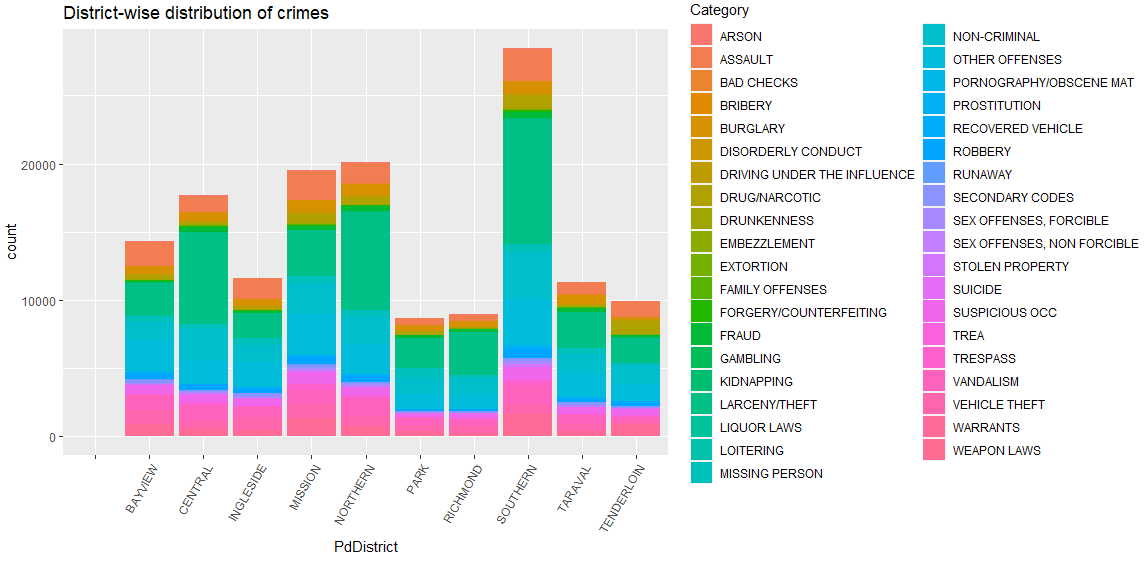 District-wise distribution of crimes
count
20000
10000
0
BAYVIEW
CENTRAL
INGLESIDE
MISSION
NORTHERN
PARK
RICHMOND
SOUTHERN
TARAVAL
TENDERLOIN
PdDistrict
Category
ARSON
ASSAULT
BAD CHECKS
BRIBERY
BURGLARY
DISORDERLY CONDUCT
DRIVING UNDER THE INFLUENCE
DRUG/NARCOTIC
DRUNKENNESS
EMBEZZLEMENT
EXTORTION
FAMILY OFFENSES
FORGERY/COUNTERFEITING
FRAUD
GAMBLING
KIDNAPPING
LARCENY/THEFT
LIQUOR LAWS
LOITERING
MISSING PERSON
NON-CRIMINAL
OTHER OFFENSES
PORNOGRAPHY/OBSCENE MAT
PROSTITUTION
RECOVERED VEHICLE
ROBBERY
RUNAWAY
SECONDARY CODES
SEX OFFENSES, FORCIBLE
SEX OFFENSES, NON FORCIBLE
STOLEN PROPERTY
SUICIDE
SUSPICIOUS OCC
TREA
TRESPASS
VANDALISM
VEHICLE THEFT
WARRANTS
WEAPON LAWS